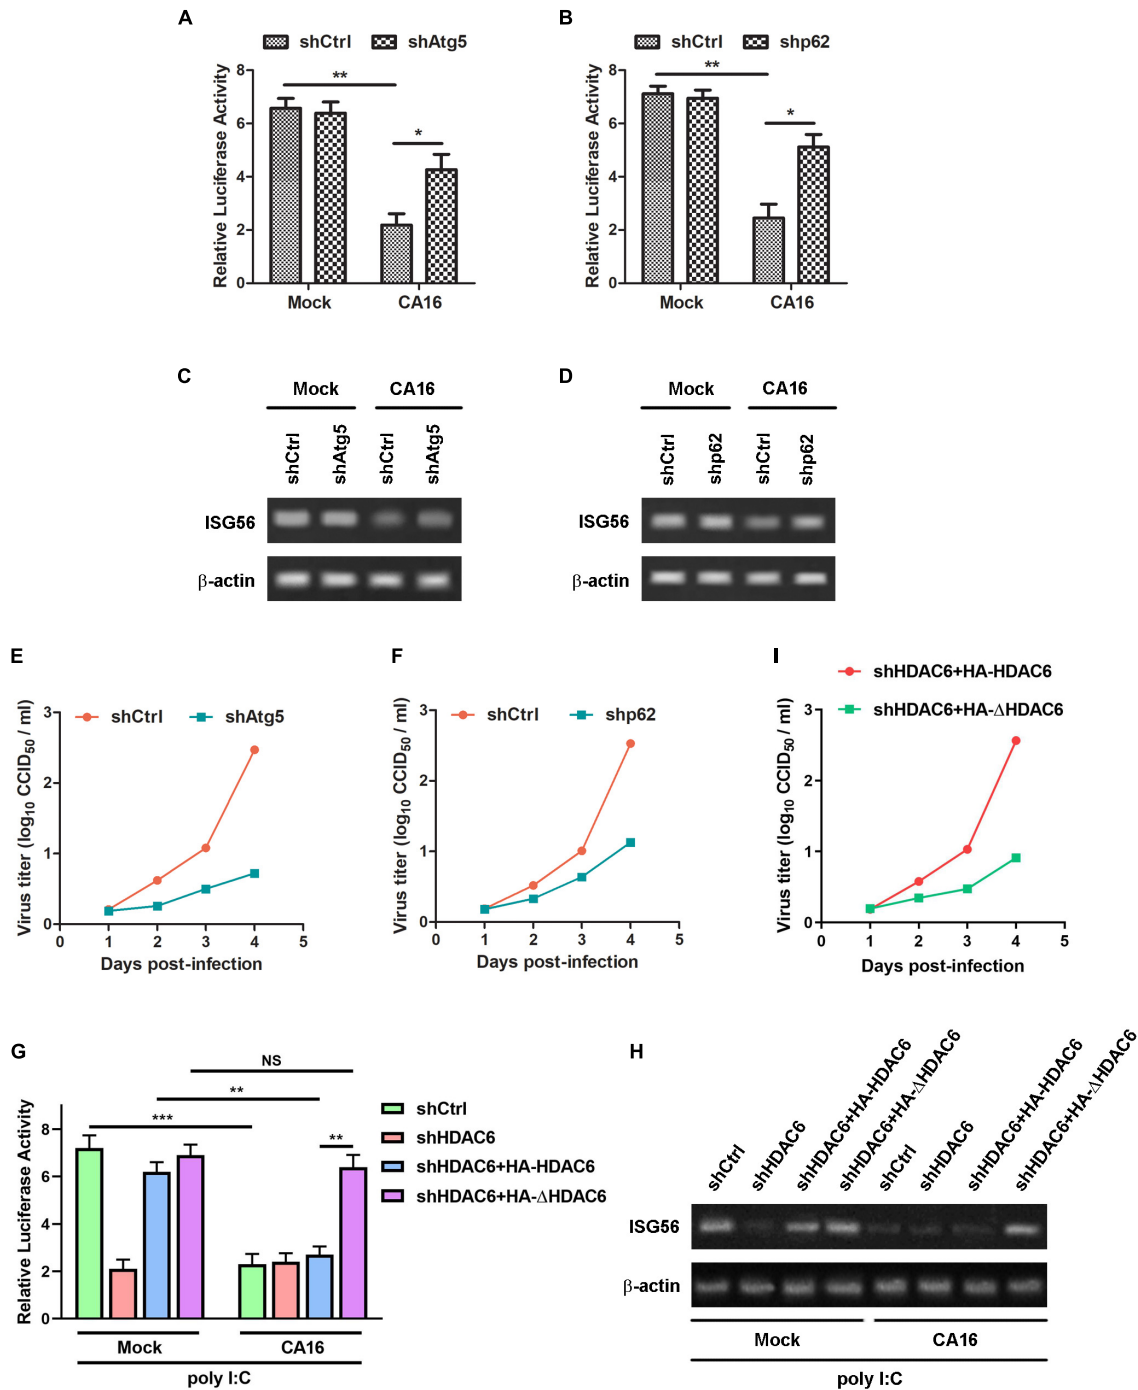 A
shCtrl shAtg5
Relative Luciferase Activity
8
6
4
2
0
**
*
Mock CA16
B
shCtrl shp62
Relative Luciferase Activity
8
6
4
2
0
**
*
Mock CA16
C
Mock CA16
shCtrl shAtg5 shCtrl shAtg5
ISG56
β-actin
D
Mock CA16
shCtrl shp62 shCtrl shp62
ISG56
β-actin
E
shCtrl shAtg5
Virus titer (log10 CCID50 / ml)
3
2
1
0
0 1 2 3 4 5
Days post-infection
F
shCtrl shp62
Virus titer (log10 CCID50 / ml)
3
2
1
0
0 1 2 3 4 5
Days post-infection
I
shHDAC6+HA-HDAC6
shHDAC6+HA-ΔHDAC6
Virus titer (log10 CCID50 / ml)
3
2
1
0
0 1 2 3 4 5
Days post-infection
G
NS
**
***
**
shCtrl
shHDAC6
shHDAC6+HA-HDAC6
shHDAC6+HA-ΔHDAC6
Relative Luciferase Activity
8
6
4
2
0
Mock CA16
poly I:C
H
shCtrl shHDAC6 shHDAC6+HA-HDAC6 shHDAC6+HA-ΔHDAC6 shCtrl shHDAC6 shHDAC6+HA-HDAC6 shHDAC6+HA-ΔHDAC6
ISG56
β-actin
Mock CA16
poly I:C